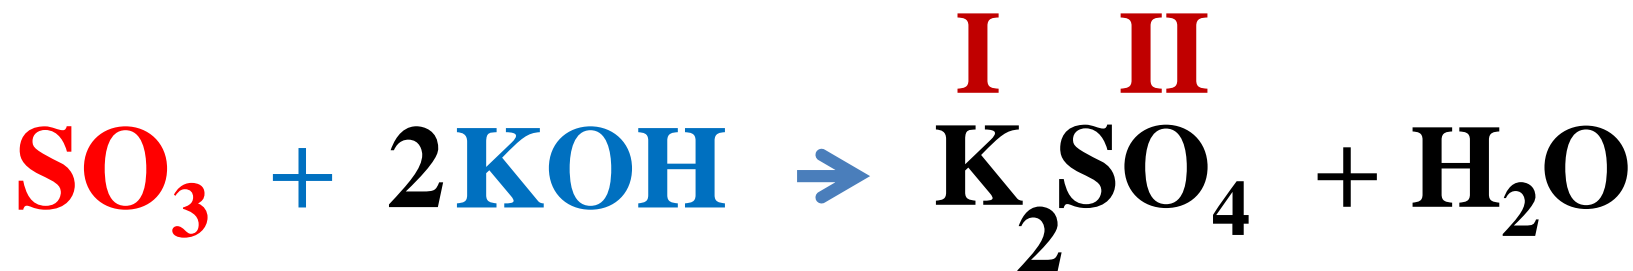 I II
SO₃ + 2KOH → K₂SO₄ + H₂O